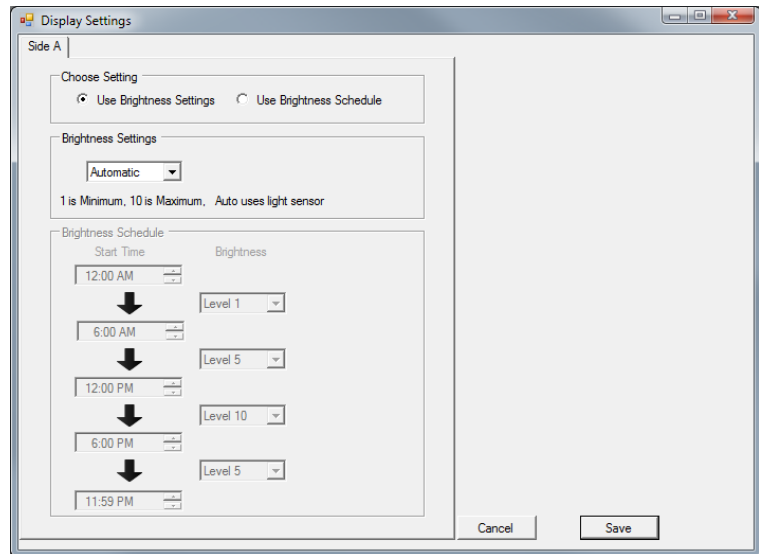 Display Settings
Side A
Choose Setting
Use Brightness Settings Use Brightness Schedule
Brightness Settings
Automatic
1 is Minimum, 10 is Maximum, Auto uses light sensor
Brightness Schedule
Start Time Brightness
12:00 AM
Level 1
6:00 AM
Level 5
12:00 PM
Level 10
6:00 PM
Level 5
11:59 PM
Cancel Save